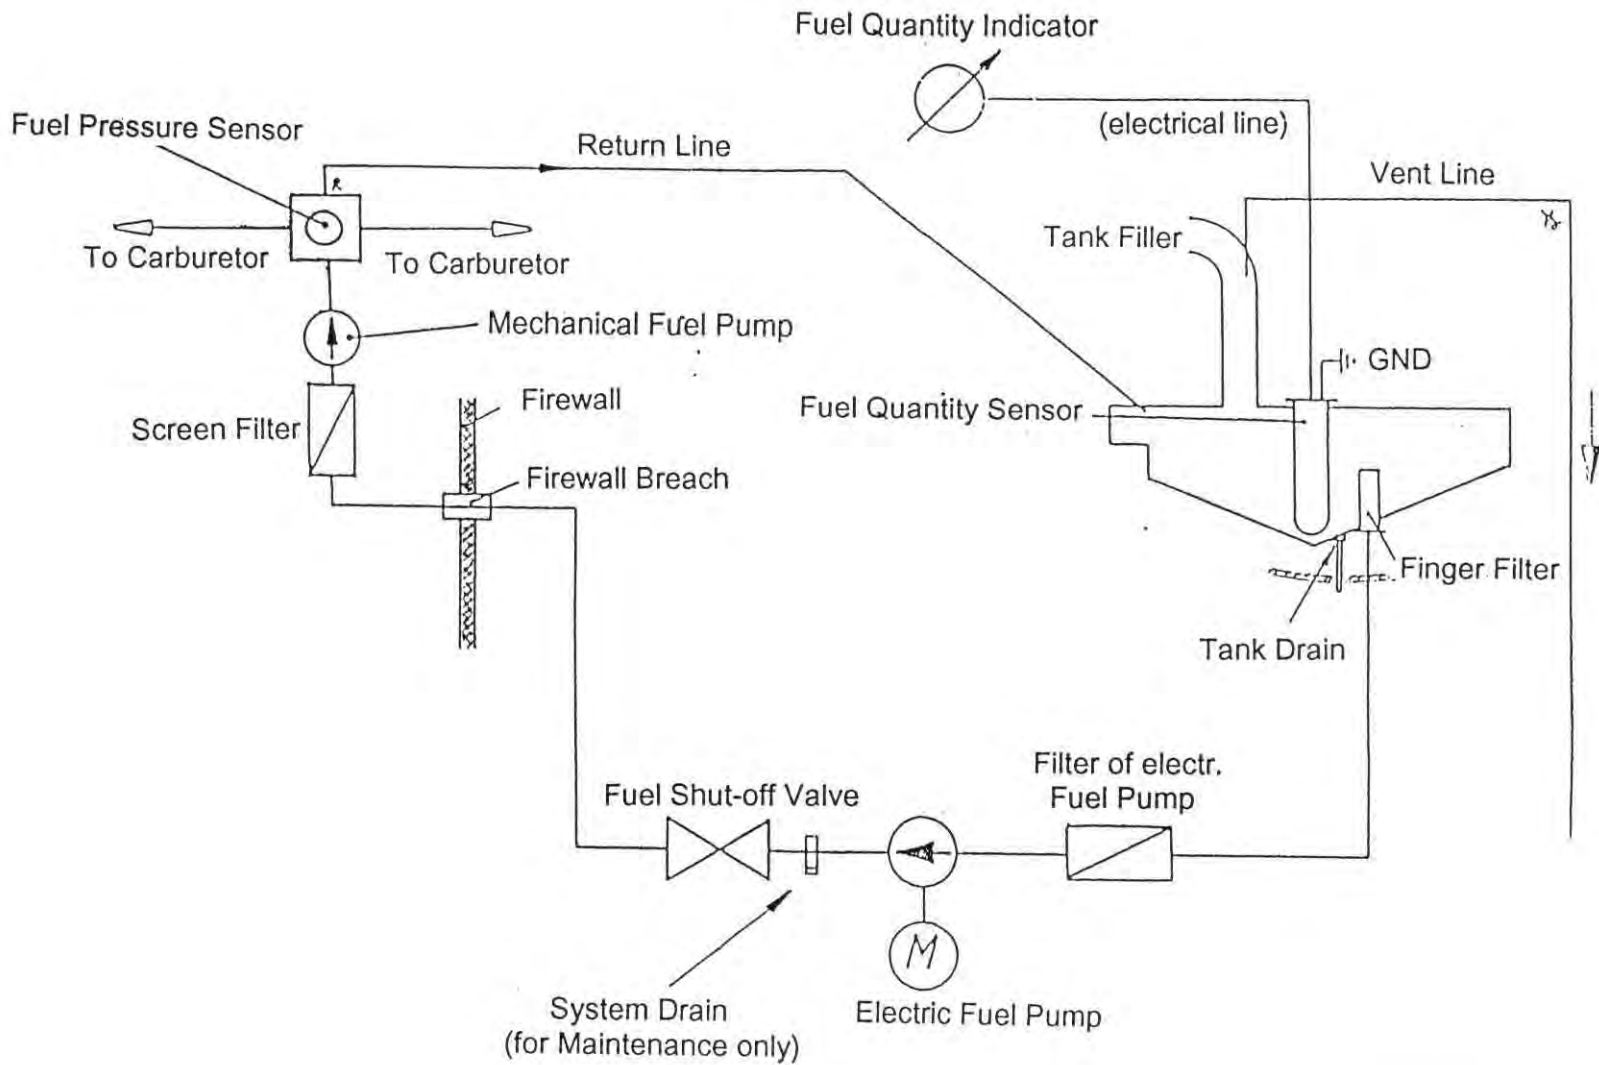 Fuel Quantity Indicator
(electrical line)
Fuel Pressure Sensor
Return Line
Vent Line
R
Tank Filler
To Carburetor
To Carburetor
Mechanical Fuel Pump
GND
Firewall
Fuel Quantity Sensor
Screen Filter
Firewall Breach
Finger Filter
Tank Drain
Filter of electr.
Fuel Pump
Fuel Shut-off Valve
M
System Drain
(for Maintenance only)
Electric Fuel Pump